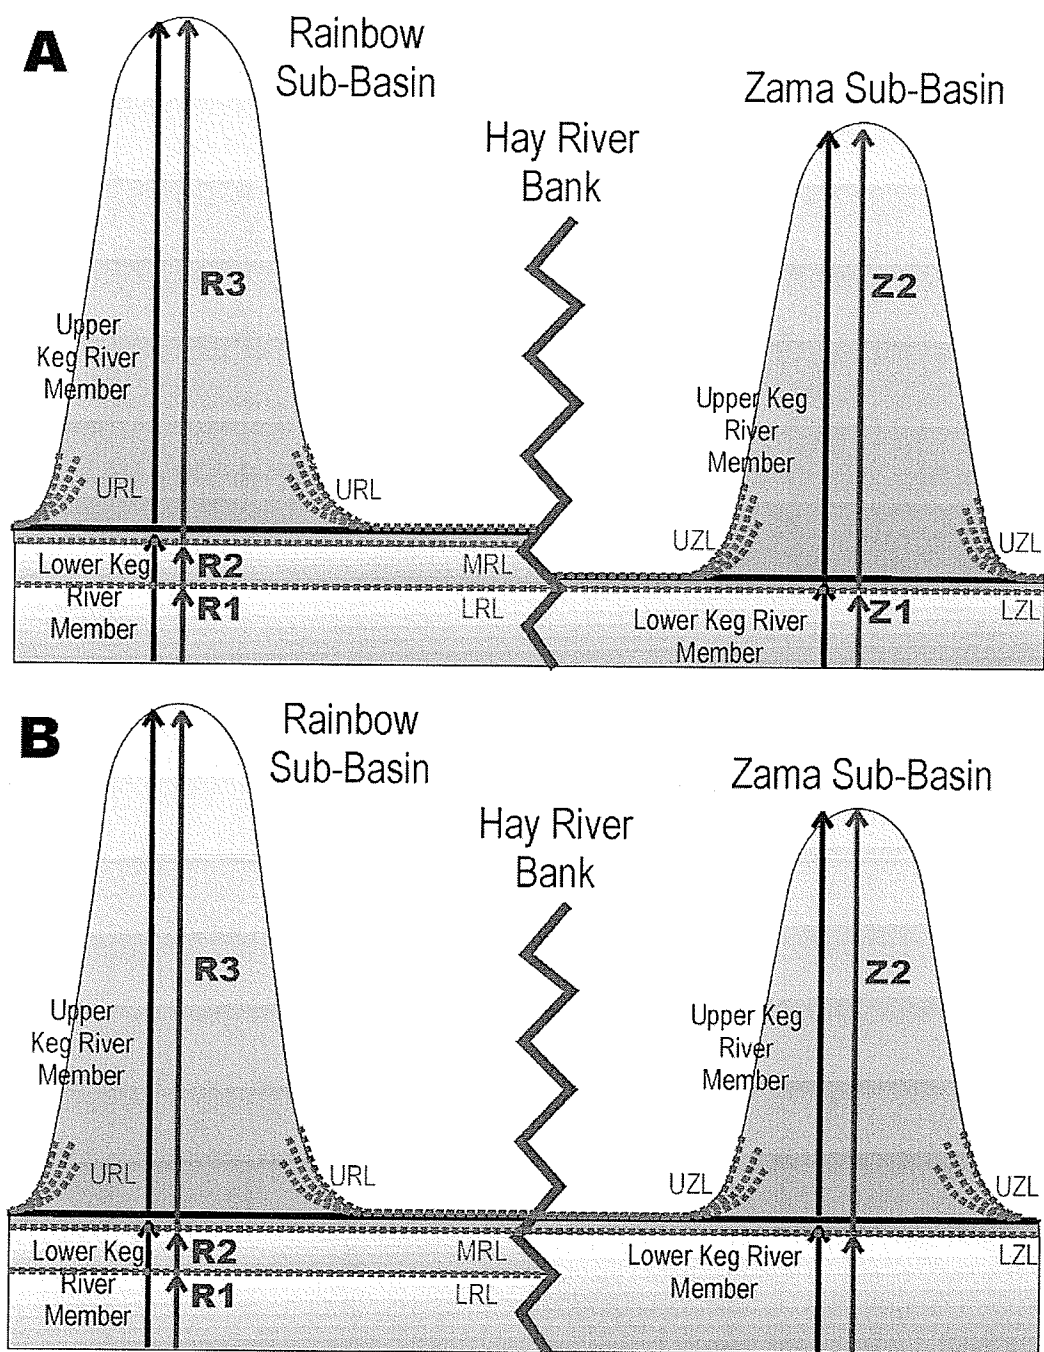 A
Rainbow
Sub-Basin
Zama Sub-Basin
Hay River
Bank
R3
Z2
Upper
Keg River
Member
Upper Keg
River
Member
URL
URL
UZL
UZL
Lower Keg
River
Member
R2
R1
MRL
LRL
Lower Keg River
Member
Z1
LZL
B
Rainbow
Sub-Basin
Zama Sub-Basin
Hay River
Bank
R3
Z2
Upper
Keg River
Member
Upper Keg
River
Member
URL
URL
UZL
UZL
Lower Keg
River
Member
R2
R1
MRL
LRL
Lower Keg River
Member
LZL